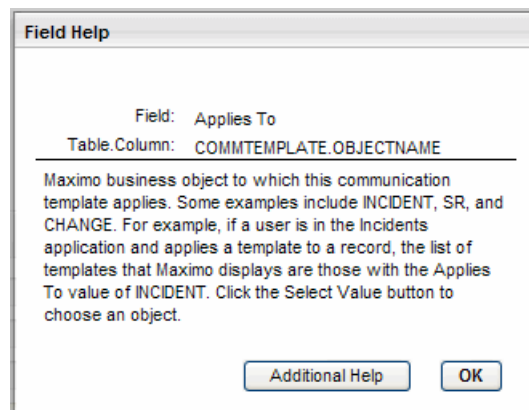 Field Help
Field: Applies To
Table.Column: COMMTEMPLATE.OBJECTNAME
Maximo business object to which this communication
template applies. Some examples include INCIDENT, SR, and
CHANGE. For example, if a user is in the Incidents
application and applies a template to a record, the list of
templates that Maximo displays are those with the Applies
To value of INCIDENT. Click the Select Value button to
choose an object.
Additional Help OK